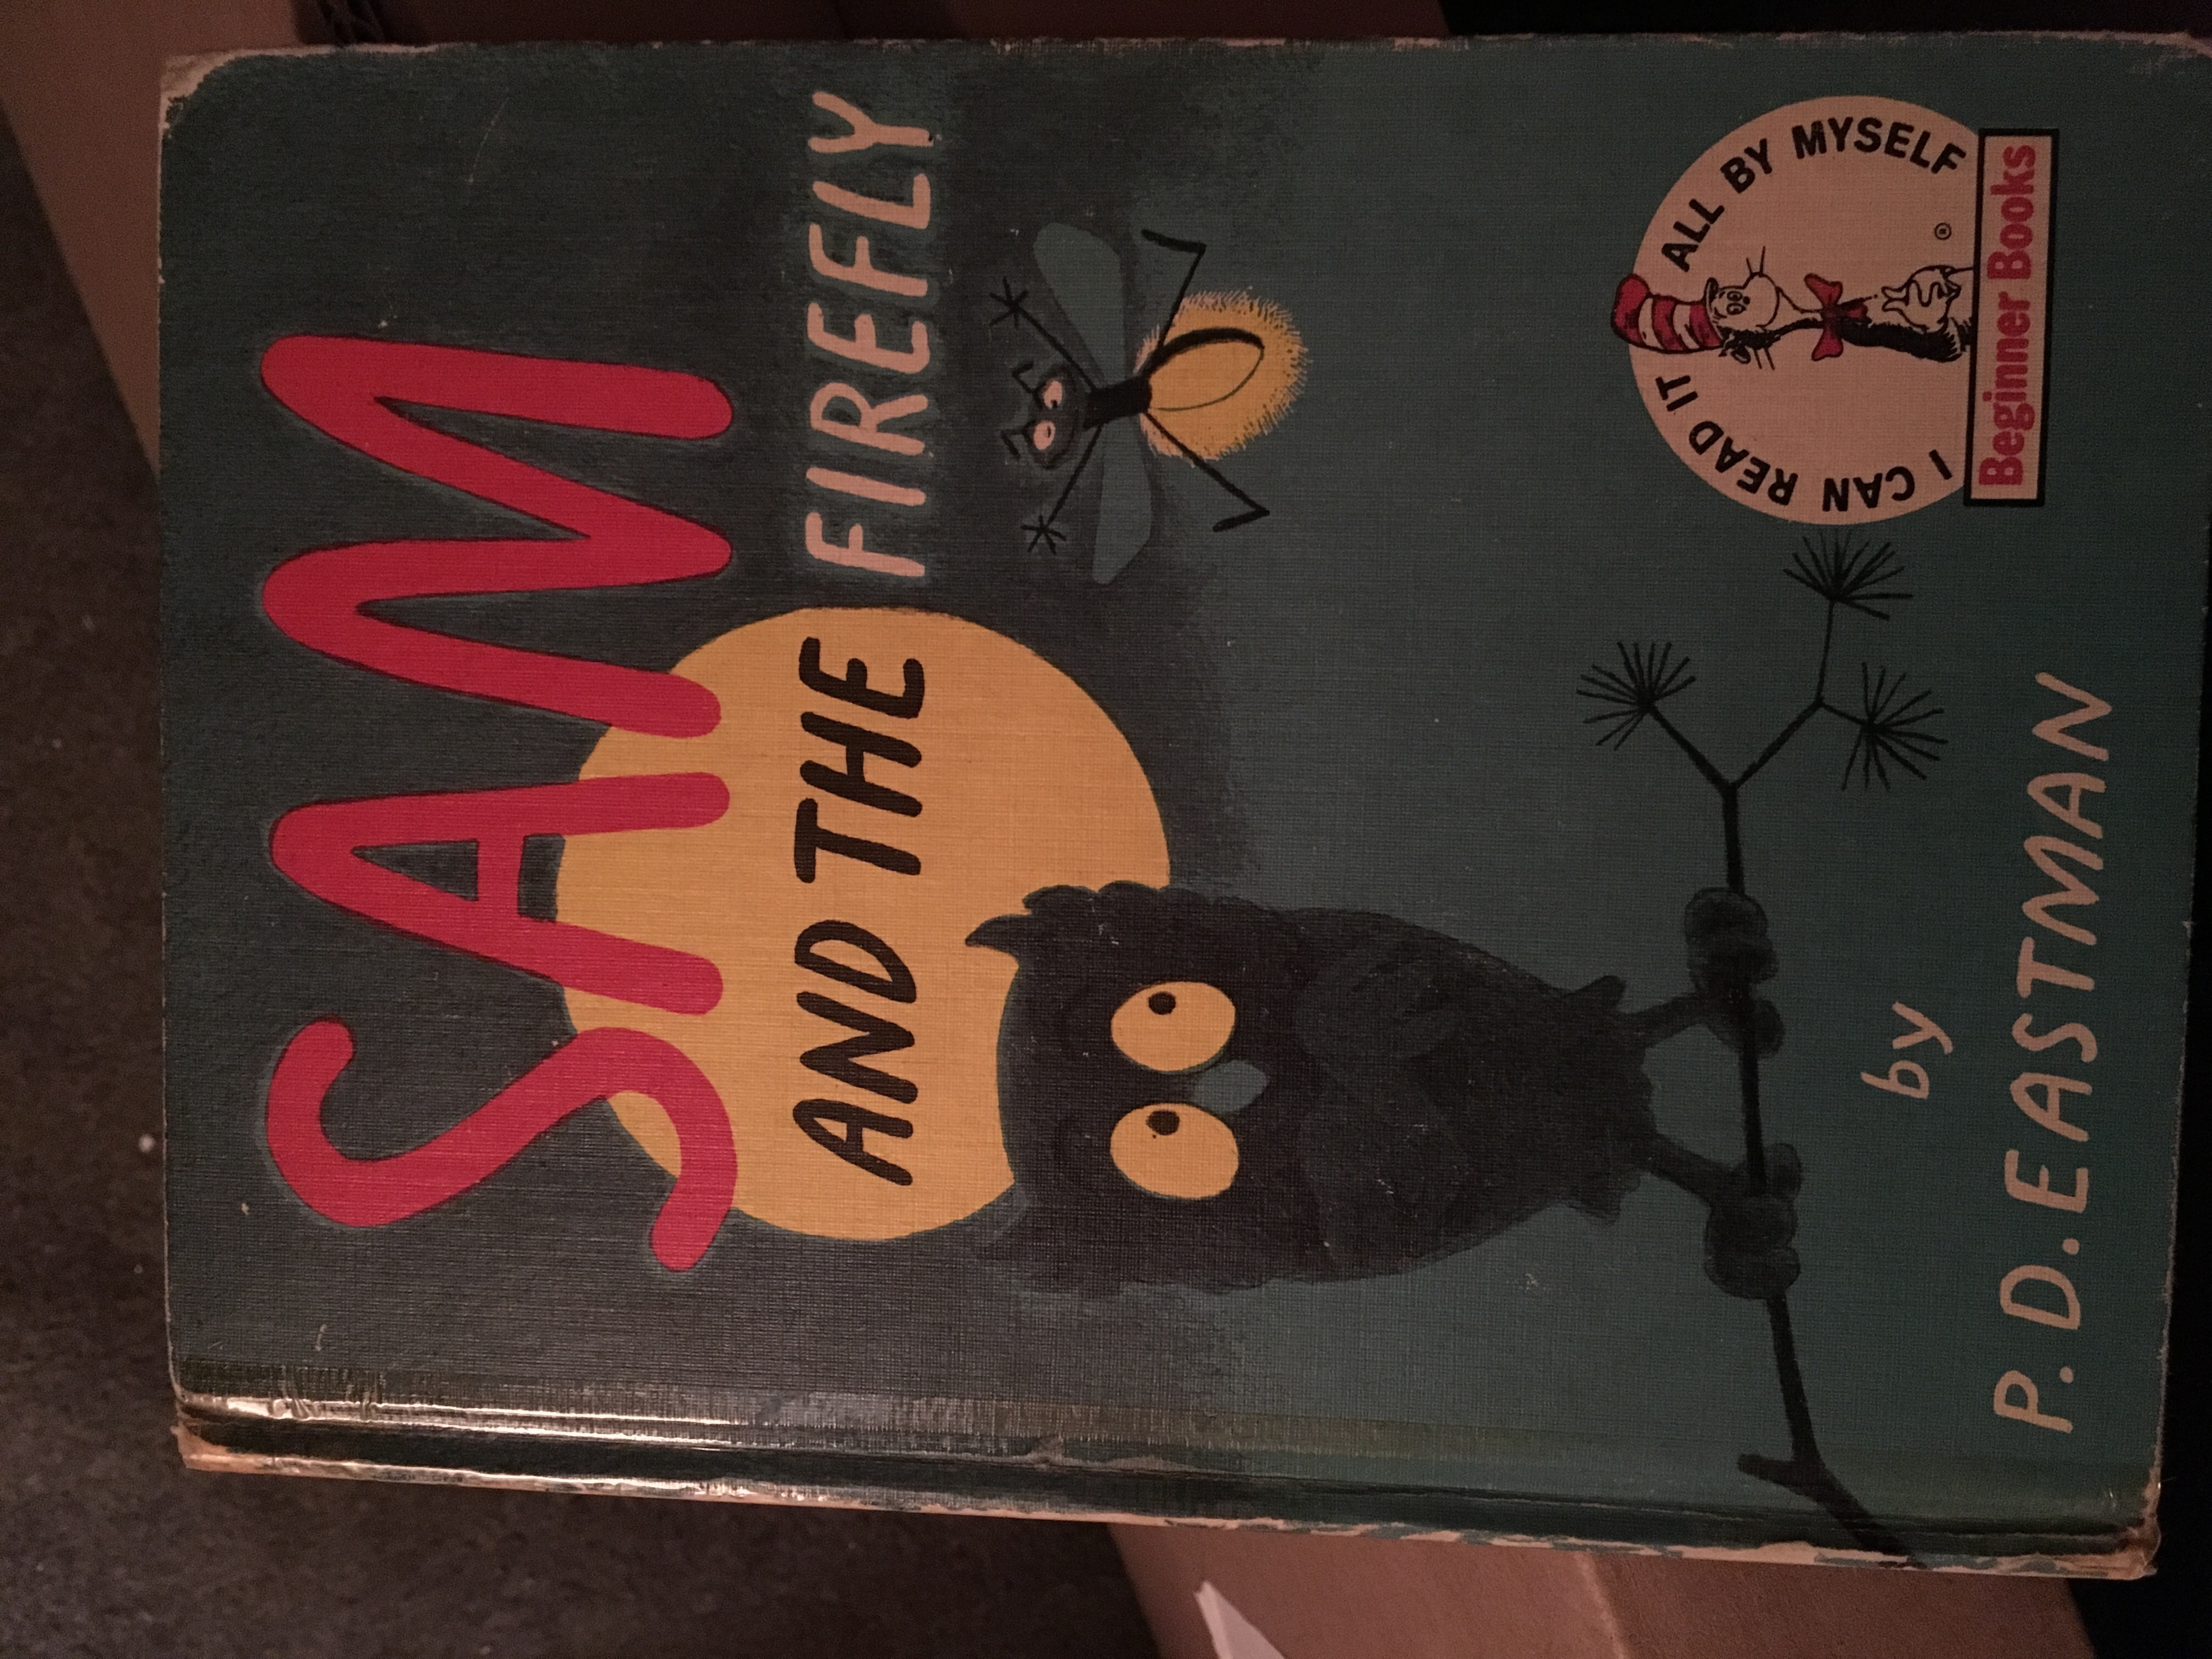 SAM
AND THE FIREFLY
I CAN READ IT ALL BY MYSELF
®
Beginner Books
by
P. D. EASTMAN